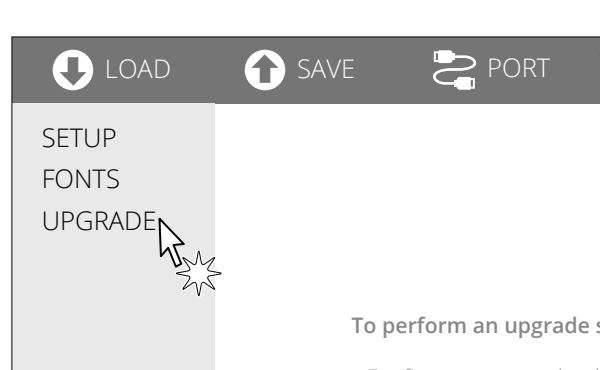 LOAD SAVE PORT
SETUP
FONTS
UPGRADE
To perform an upgrade